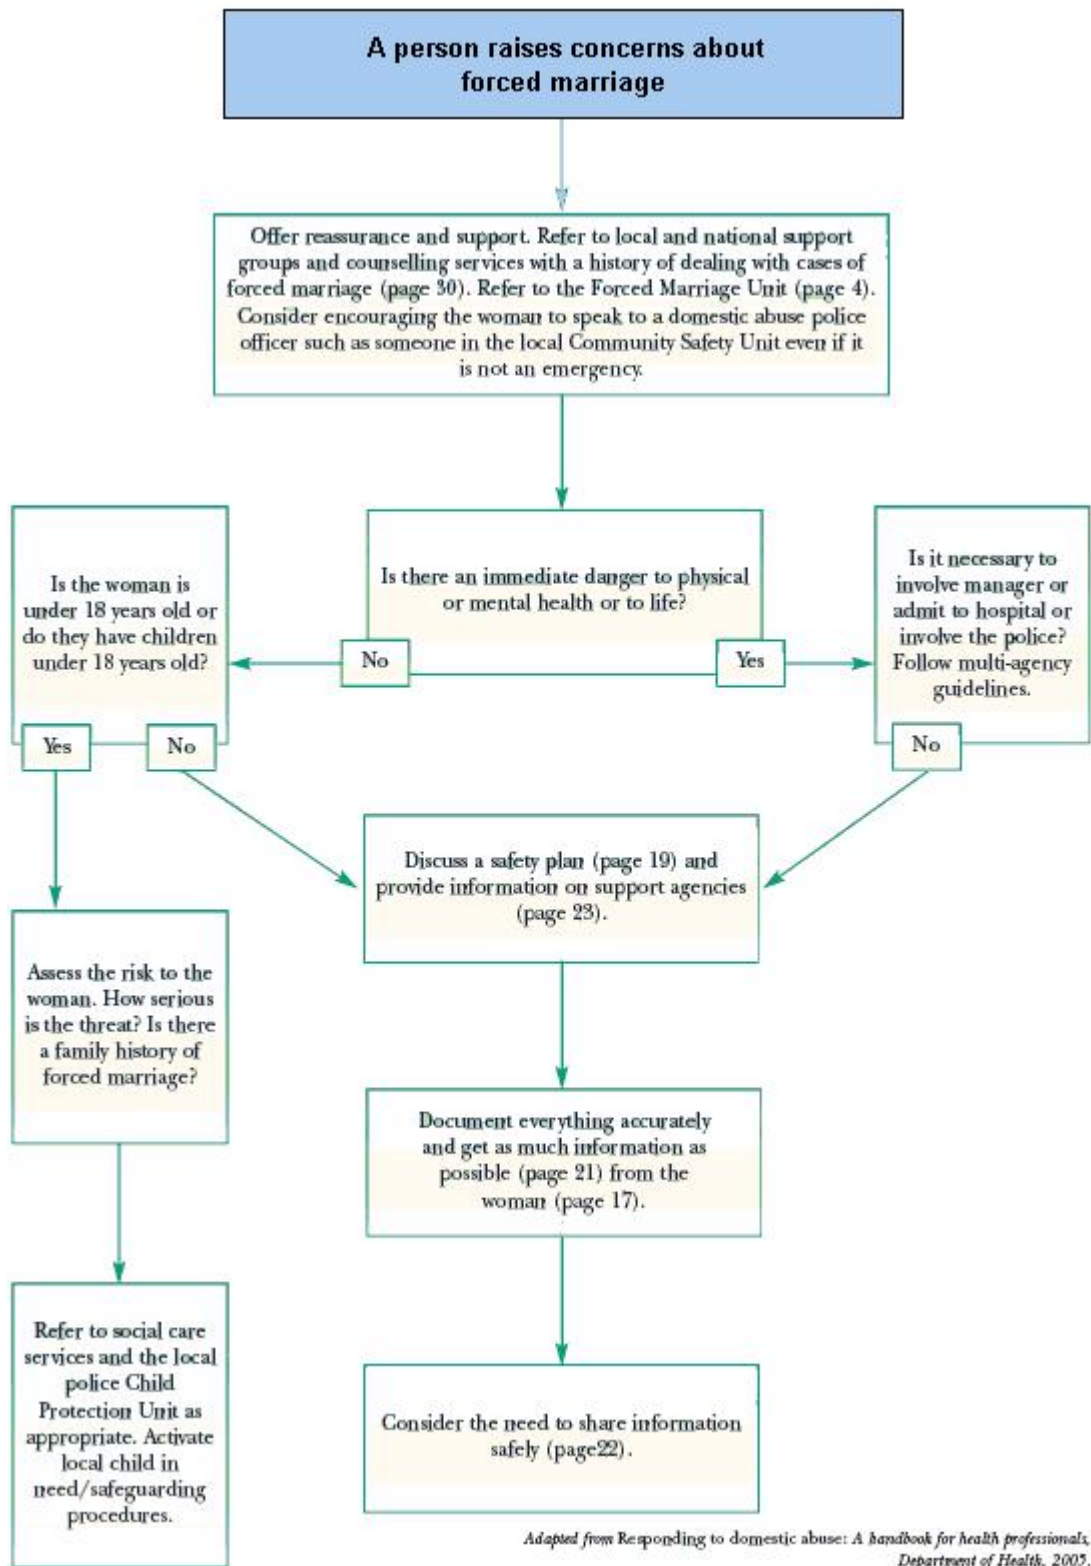 A person raises concerns about
forced marriage
Offer reassurance and support. Refer to local and national support
groups and counselling services with a history of dealing with cases of
forced marriage (page 30). Refer to the Forced Marriage Unit (page 4).
Consider encouraging the woman to speak to a domestic abuse police
officer such as someone in the local Community Safety Unit even if it
is not an emergency.
Is there an immediate danger to physical
or mental health or to life?
No
Yes
Is the woman is
under 18 years old or
do they have children
under 18 years old?
Yes
No
Is it necessary to
involve manager or
admit to hospital or
involve the police?
Follow multi-agency
guidelines.
No
Discuss a safety plan (page 19) and
provide information on support agencies
(page 23).
Assess the risk to the
woman. How serious
is the threat? Is there
a family history of
forced marriage?
Document everything accurately
and get as much information as
possible (page 21) from the
woman (page 17).
Refer to social care
services and the local
police Child
Protection Unit as
appropriate. Activate
local child in
need/safeguarding
procedures.
Consider the need to share information
safely (page22).
Adapted from Responding to domestic abuse: A handbook for health professionals,
Department of Health, 2005